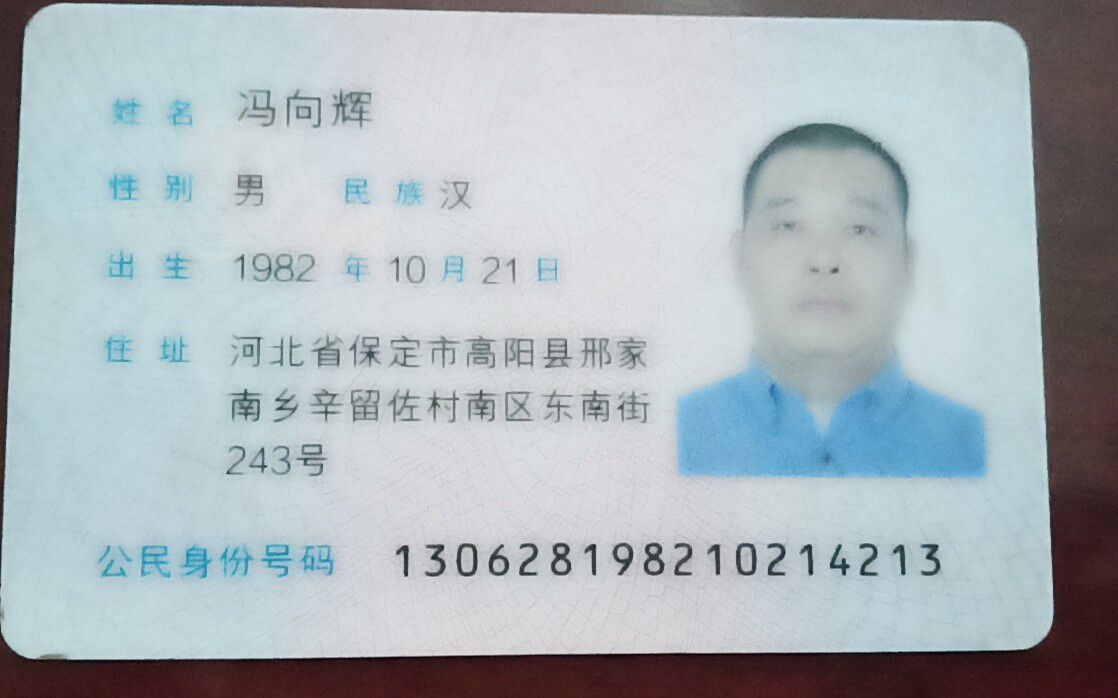 姓名 冯向辉
性别 男 民族 汉
出生 1982 年 10 月 21 日
住址 河北省保定市高阳县邢家
南乡辛留佐村南区东南街
243号
公民身份号码 130628198210214213